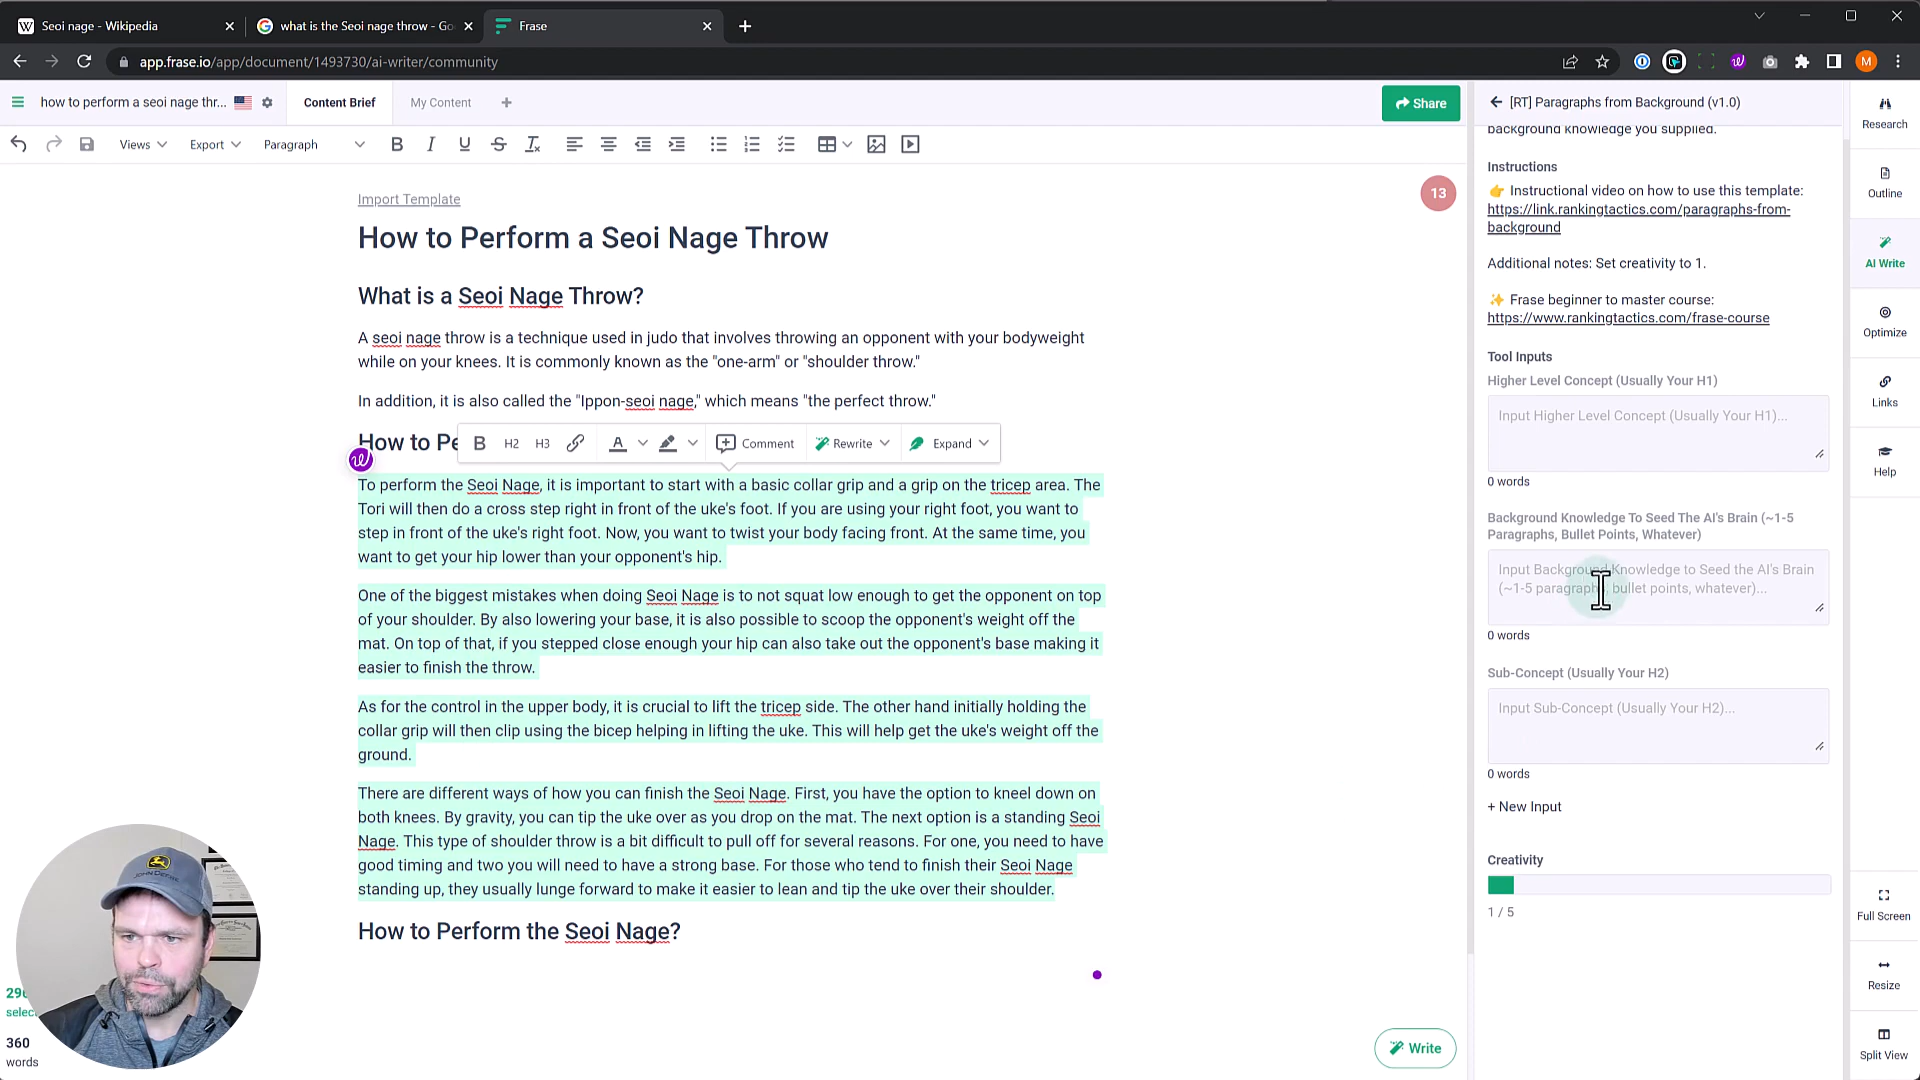 Seoi nage - Wikipedia
what is the Seoi nage throw - Go
Frase
app.frase.io/app/document/1493730/ai-writer/community
M
how to perform a seoi nage thr...
Content Brief
My Content
Share
Views
Export
Paragraph
Import Template
13
How to Perform a Seoi Nage Throw
What is a Seoi Nage Throw?
A seoi nage throw is a technique used in judo that involves throwing an opponent with your bodyweight
while on your knees. It is commonly known as the "one-arm" or "shoulder throw."
In addition, it is also called the "Ippon-seoi nage," which means "the perfect throw."
How to Pe
B
H2
H3
A
Comment
Rewrite
Expand
To perform the Seoi Nage, it is important to start with a basic collar grip and a grip on the tricep area. The
Tori will then do a cross step right in front of the uke's foot. If you are using your right foot, you want to
step in front of the uke's right foot. Now, you want to twist your body facing front. At the same time, you
want to get your hip lower than your opponent's hip.
One of the biggest mistakes when doing Seoi Nage is to not squat low enough to get the opponent on top
of your shoulder. By also lowering your base, it is also possible to scoop the opponent's weight off the
mat. On top of that, if you stepped close enough your hip can also take out the opponent's base making it
easier to finish the throw.
As for the control in the upper body, it is crucial to lift the tricep side. The other hand initially holding the
collar grip will then clip using the bicep helping in lifting the uke. This will help get the uke's weight off the
ground.
There are different ways of how you can finish the Seoi Nage. First, you have the option to kneel down on
both knees. By gravity, you can tip the uke over as you drop on the mat. The next option is a standing Seoi
Nage. This type of shoulder throw is a bit difficult to pull off for several reasons. For one, you need to have
good timing and two you will need to have a strong base. For those who tend to finish their Seoi Nage
standing up, they usually lunge forward to make it easier to lean and tip the uke over their shoulder.
How to Perform the Seoi Nage?
JOHN DEERE
selec
360
words
Write
[RT] Paragraphs from Background (v1.0)
background knowledge you supplied.
Instructions
👉 Instructional video on how to use this template:
https://link.rankingtactics.com/paragraphs-from-
background
Additional notes: Set creativity to 1.
✨ Frase beginner to master course:
https://www.rankingtactics.com/frase-course
Tool Inputs
Higher Level Concept (Usually Your H1)
Input Higher Level Concept (Usually Your H1)...
0 words
Background Knowledge To Seed The AI's Brain (~1-5
Paragraphs, Bullet Points, Whatever)
Input Background Knowledge to Seed the AI's Brain
(~1-5 paragraphs, bullet points, whatever)...
0 words
Sub-Concept (Usually Your H2)
Input Sub-Concept (Usually Your H2)...
0 words
+ New Input
Creativity
1 / 5
Research
Outline
AI Write
Optimize
Links
Help
Full Screen
Resize
Split View